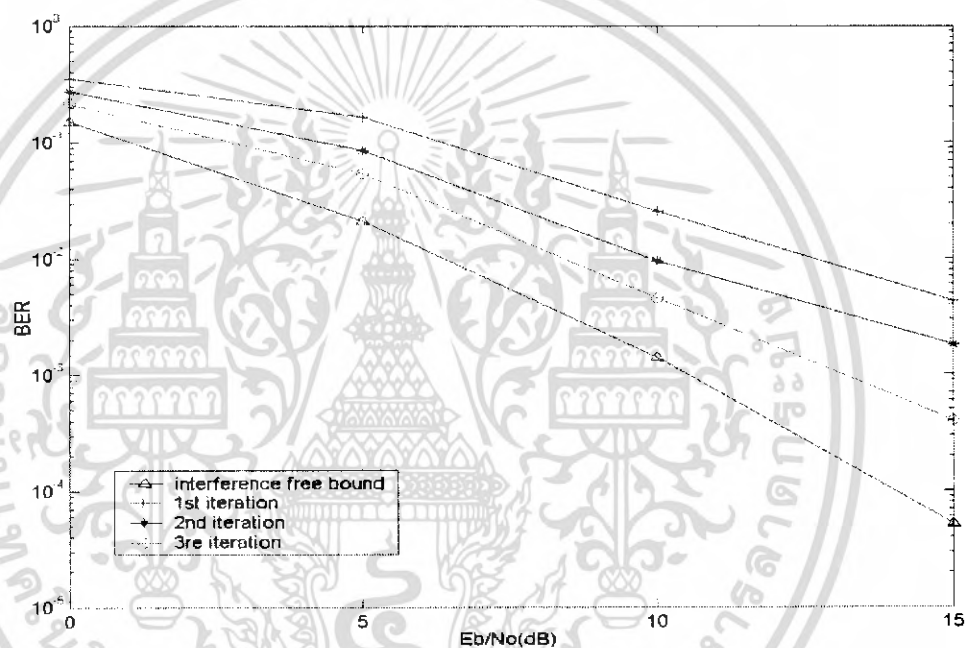 10⁰
10⁻¹
10⁻²
10⁻³
10⁻⁴
10⁻⁵
BER
interference free bound
1st iteration
2nd iteration
3re iteration
0
5
10
15
Eb/No(dB)